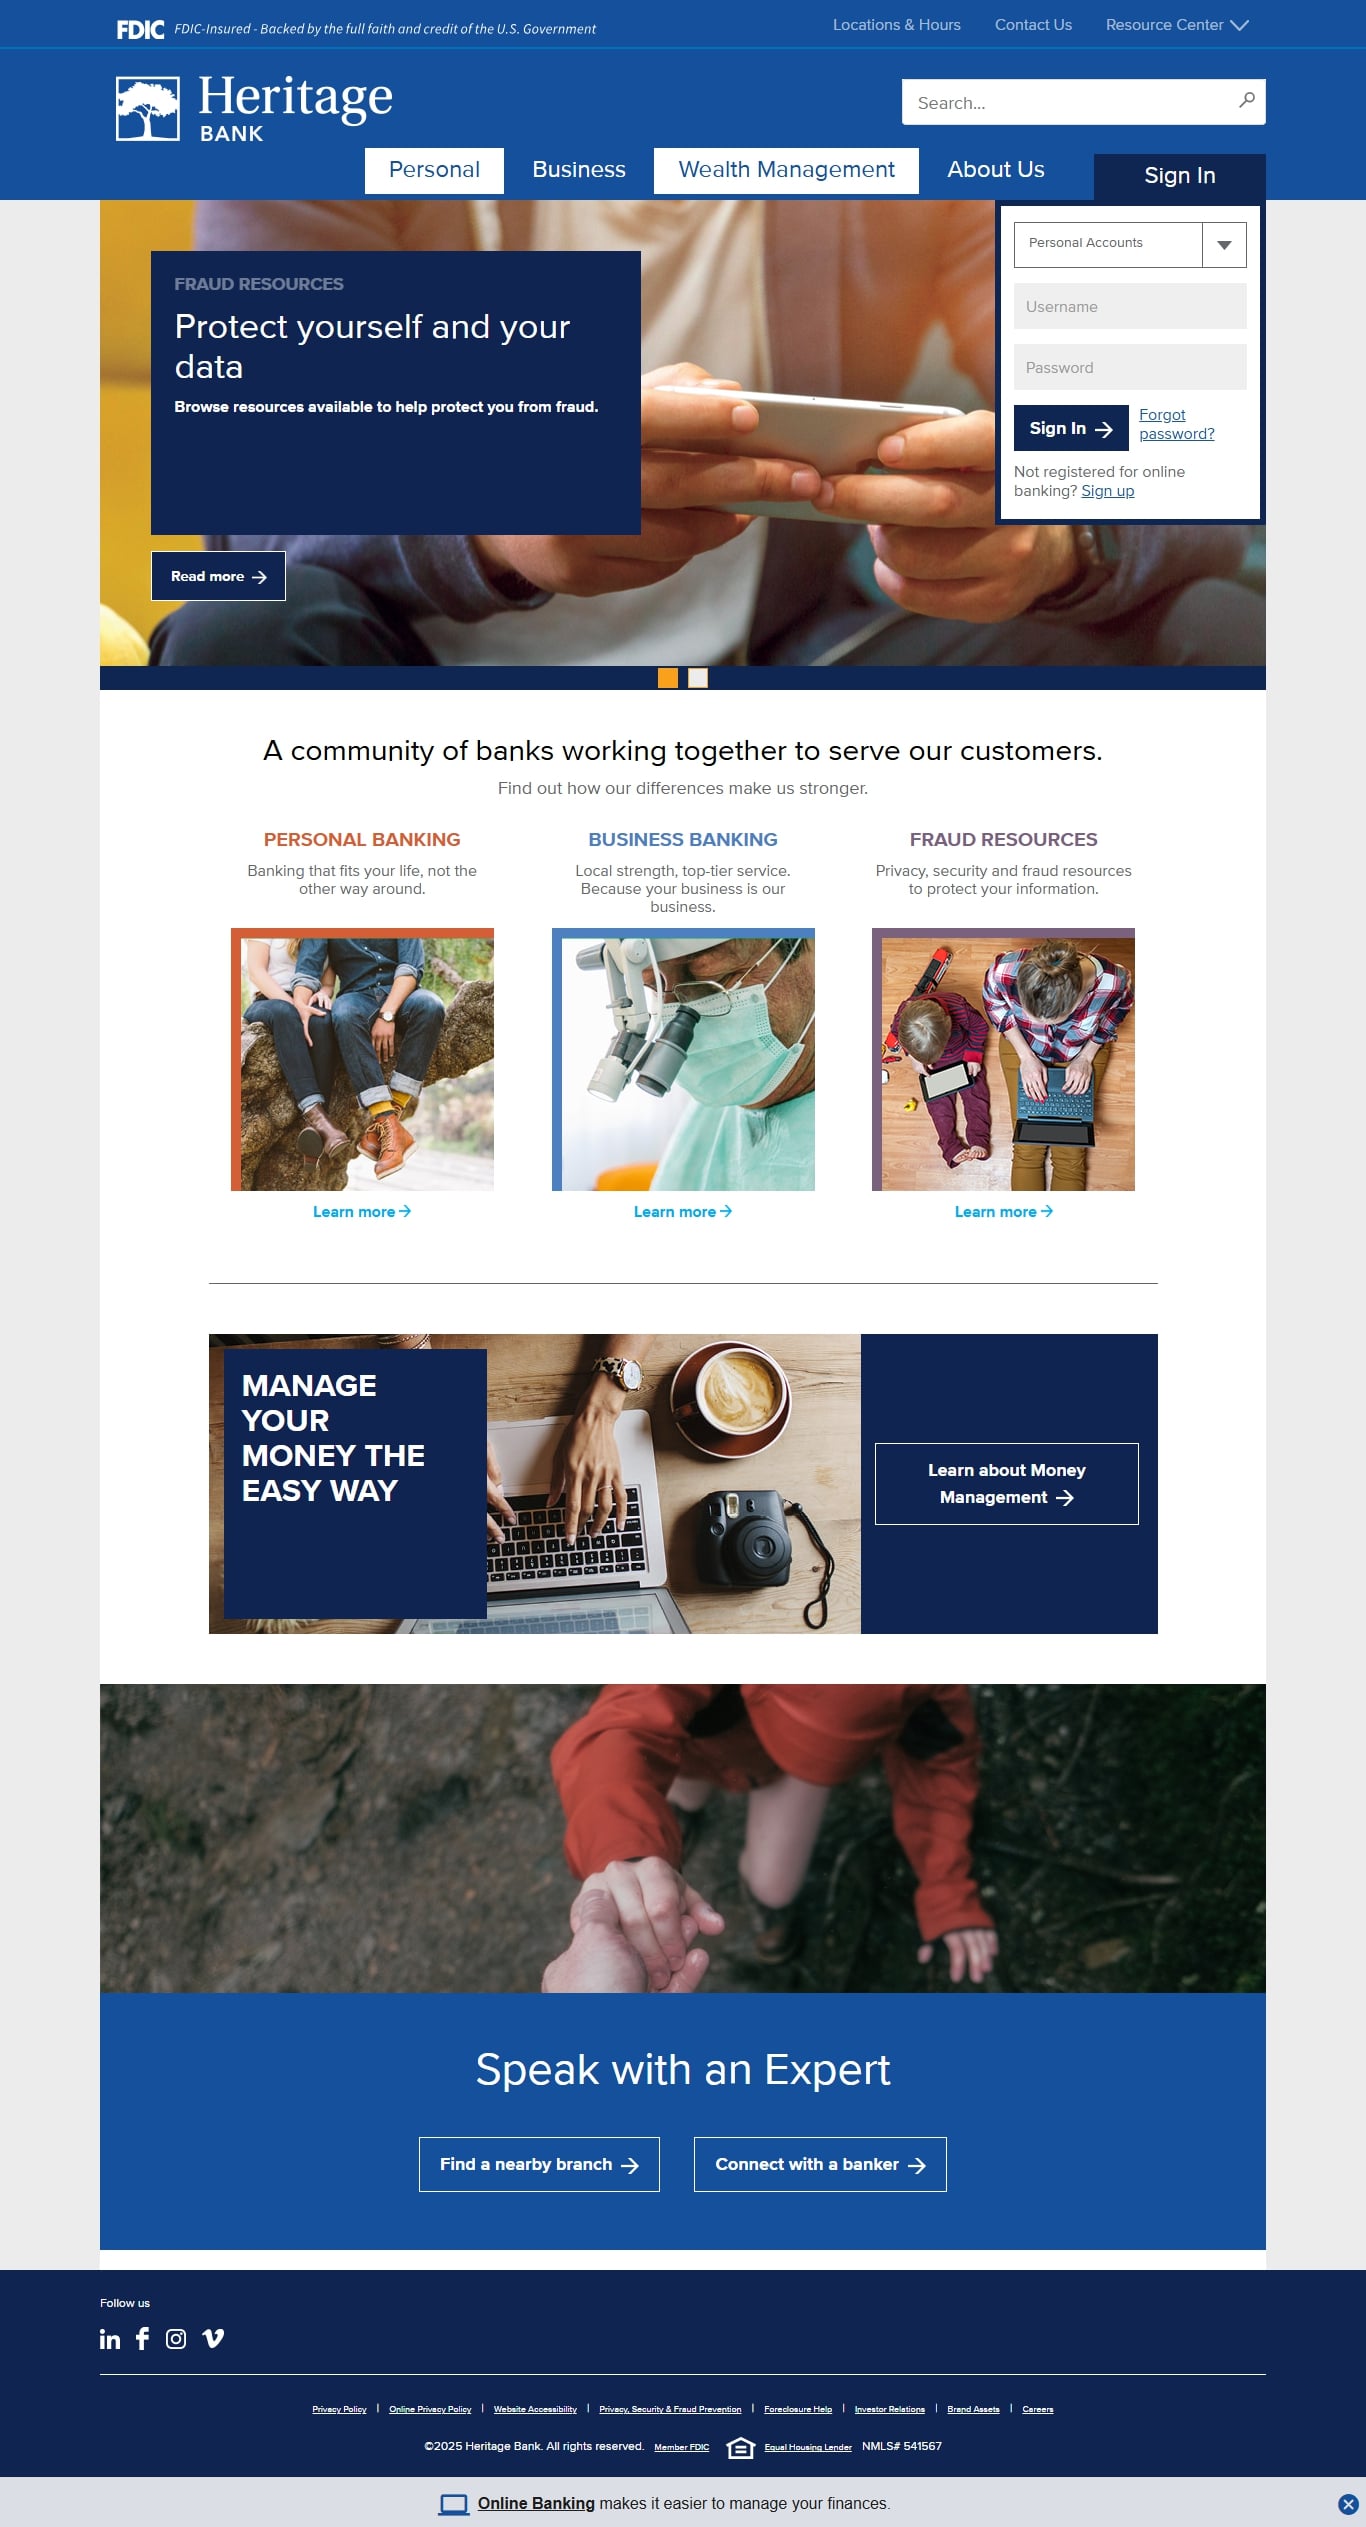 FDIC FDIC-Insured - Backed by the full faith and credit of the U.S. Government
Locations & Hours Contact Us Resource Center
Heritage
BANK
Search...
Personal Business Wealth Management About Us Sign In
FRAUD RESOURCES
Protect yourself and your
data
Browse resources available to help protect you from fraud.
Read more
Personal Accounts
Username
Password
Sign In
Forgot
password?
Not registered for online
banking? Sign up
A community of banks working together to serve our customers.
Find out how our differences make us stronger.
PERSONAL BANKING
Banking that fits your life, not the
other way around.
Learn more
BUSINESS BANKING
Local strength, top-tier service.
Because your business is our
business.
Learn more
FRAUD RESOURCES
Privacy, security and fraud resources
to protect your information.
Learn more
MANAGE
YOUR
MONEY THE
EASY WAY
Learn about Money
Management
Speak with an Expert
Find a nearby branch
Connect with a banker
Follow us
Privacy Policy | Online Privacy Policy | Website Accessibility | Privacy, Security & Fraud Prevention | Foreclosure Help | Investor Relations | Brand Assets | Careers
©2025 Heritage Bank. All rights reserved. Member FDIC Equal Housing Lender NMLS# 541567
Online Banking makes it easier to manage your finances.